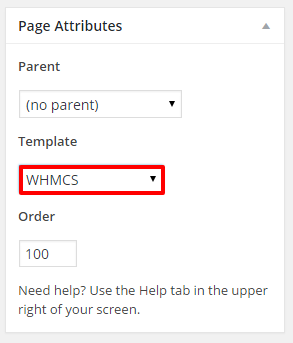 Page Attributes
Parent
(no parent)
Template
WHMCS
Order
100
Need help? Use the Help tab in the upper
right of your screen.